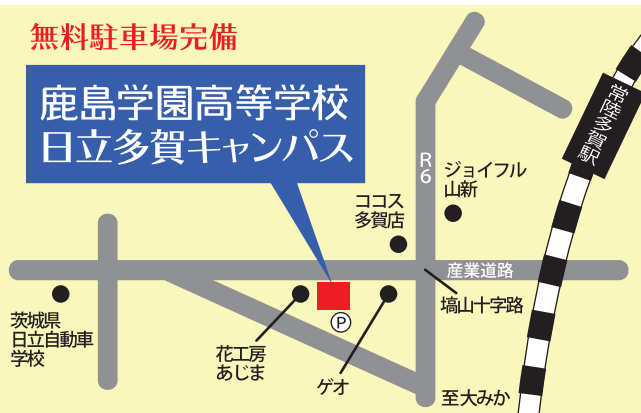 無料駐車場完備
鹿島学園高等学校
日立多賀キャンパス
常陸多賀駅
R6
ジョイフル
山新
ココス
多賀店
産業道路
塙山十字路
茨城県
日立自動車
学校
花工房
あじま
P
ゲオ
至大みか